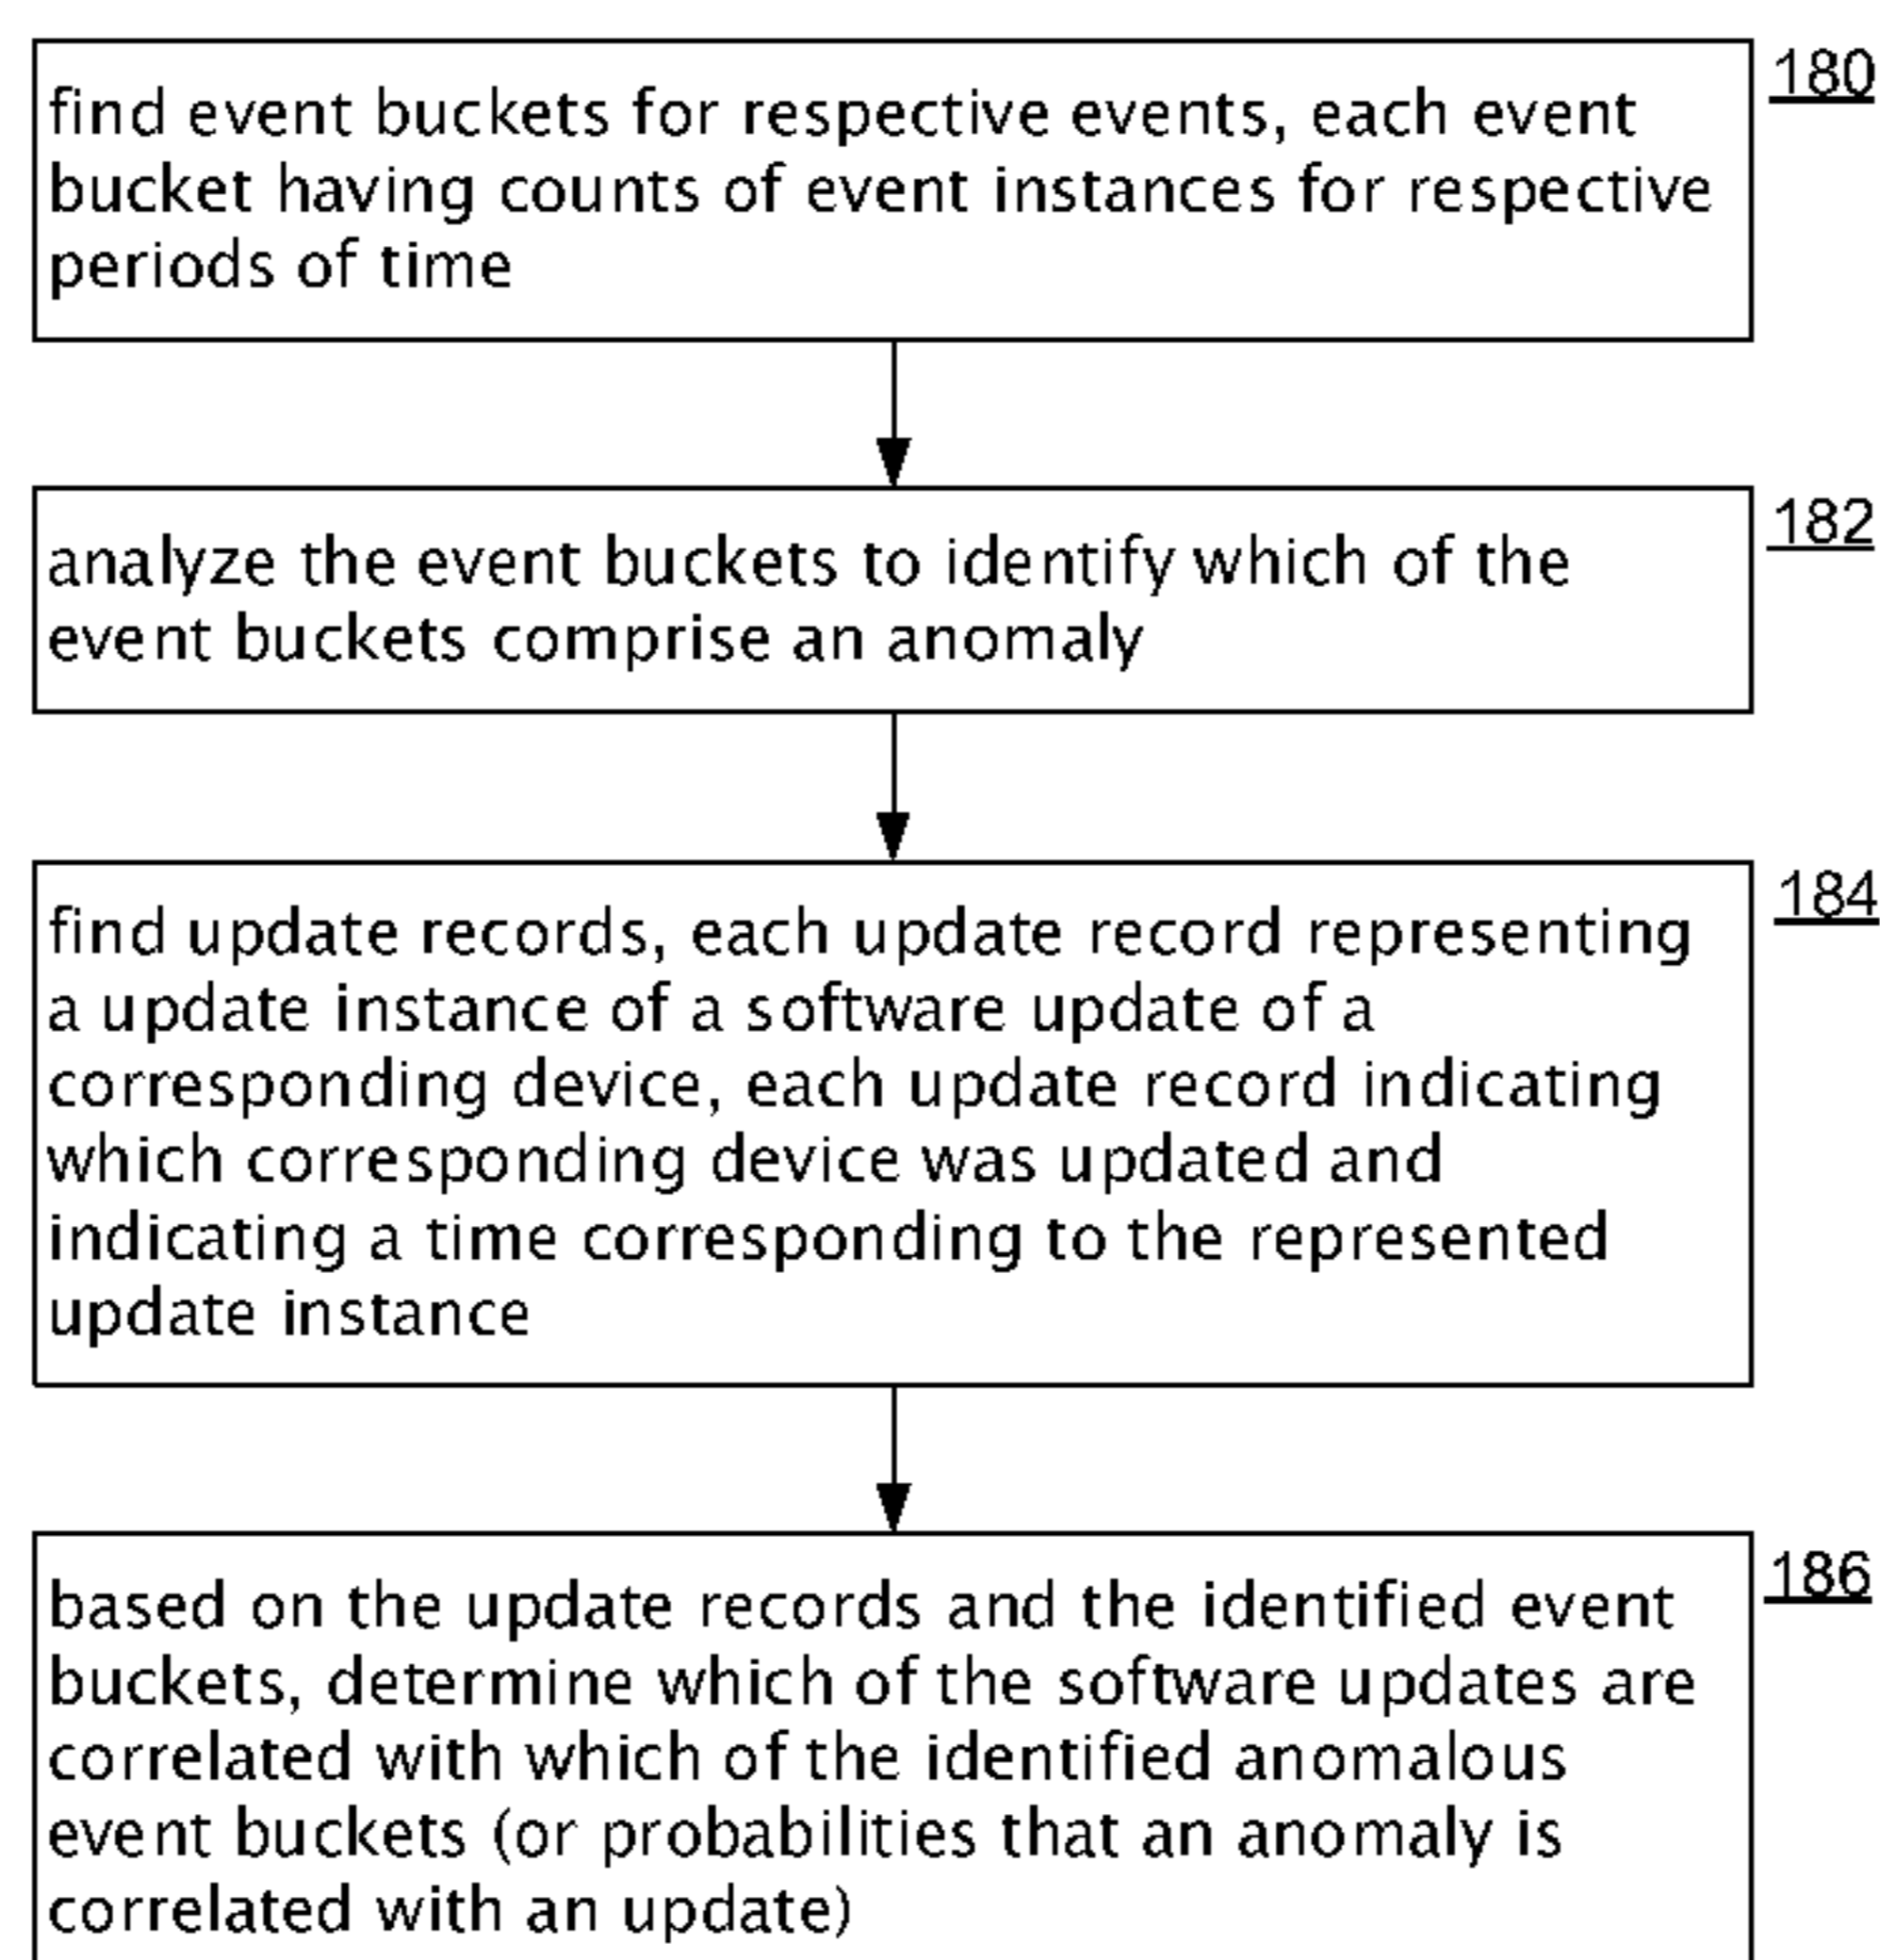 180
find event buckets for respective events, each event
bucket having counts of event instances for respective
periods of time
182
analyze the event buckets to identify which of the
event buckets comprise an anomaly
184
find update records, each update record representing
a update instance of a software update of a
corresponding device, each update record indicating
which corresponding device was updated and
indicating a time corresponding to the represented
update instance
186
based on the update records and the identified event
buckets, determine which of the software updates are
correlated with which of the identified anomalous
event buckets (or probabilities that an anomaly is
correlated with an update)